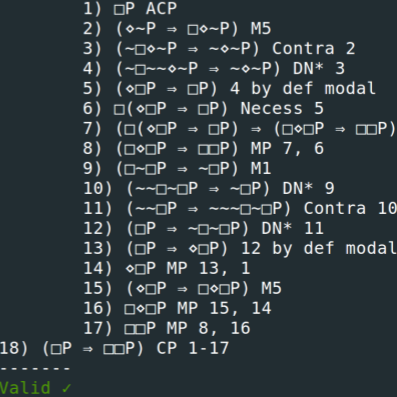 1) □P ACP
2) (⋄~P ⇒ □⋄~P) M5
3) (~□⋄~P ⇒ ~⋄~P) Contra 2
4) (~□~~⋄~P ⇒ ~⋄~P) DN* 3
5) (⋄□P ⇒ □P) 4 by def modal
6) □(⋄□P ⇒ □P) Necess 5
7) (□(⋄□P ⇒ □P) ⇒ (□⋄□P ⇒ □□P)
8) (□⋄□P ⇒ □□P) MP 7, 6
9) (□~□P ⇒ ~□P) M1
10) (~~□~□P ⇒ ~□P) DN* 9
11) (~~□P ⇒ ~~~□~□P) Contra 10
12) (□P ⇒ ~□~□P) DN* 11
13) (□P ⇒ ⋄□P) 12 by def modal
14) ⋄□P MP 13, 1
15) (⋄□P ⇒ □⋄□P) M5
16) □⋄□P MP 15, 14
17) □□P MP 8, 16
18) (□P ⇒ □□P) CP 1-17
-------
Valid ✓